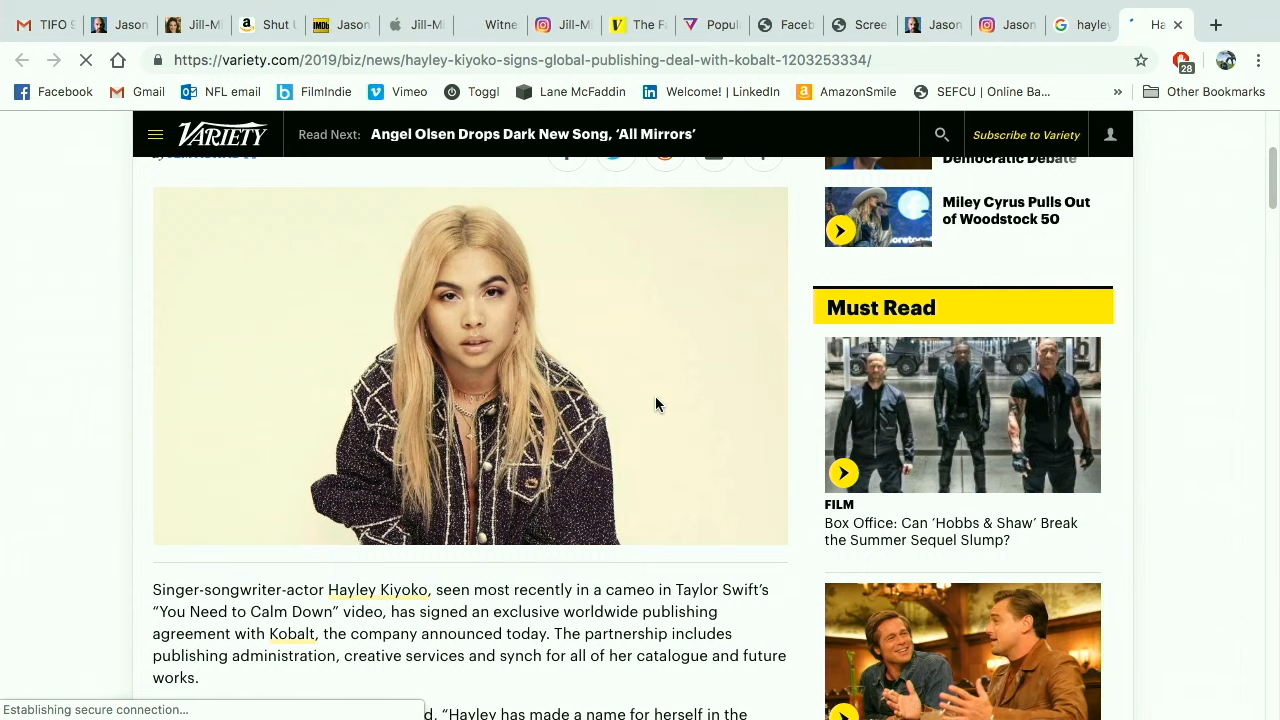 TIFO
Jason
Jill-Mi
Shut
Jason
Jill-Mi
Witne
Jill-Mi
The F
Popul
Faceb
Scree
Jason
Jason
hayley
Ha
https://variety.com/2019/biz/news/hayley-kiyoko-signs-global-publishing-deal-with-kobalt-1203253334/
28
Facebook
Gmail
NFL email
FilmIndie
Vimeo
Toggl
Lane McFaddin
Welcome! | LinkedIn
AmazonSmile
SEFCU | Online Ba...
»
Other Bookmarks
VARIETY
Read Next: Angel Olsen Drops Dark New Song, ‘All Mirrors’
Subscribe to Variety
Democratic Debate
Miley Cyrus Pulls Out
of Woodstock 50
Must Read
FILM
Box Office: Can ‘Hobbs & Shaw’ Break
the Summer Sequel Slump?
Singer-songwriter-actor Hayley Kiyoko, seen most recently in a cameo in Taylor Swift’s
“You Need to Calm Down” video, has signed an exclusive worldwide publishing
agreement with Kobalt, the company announced today. The partnership includes
publishing administration, creative services and synch for all of her catalogue and future
works.
Establishing secure connection...
d. “Hayley has made a name for herself in the